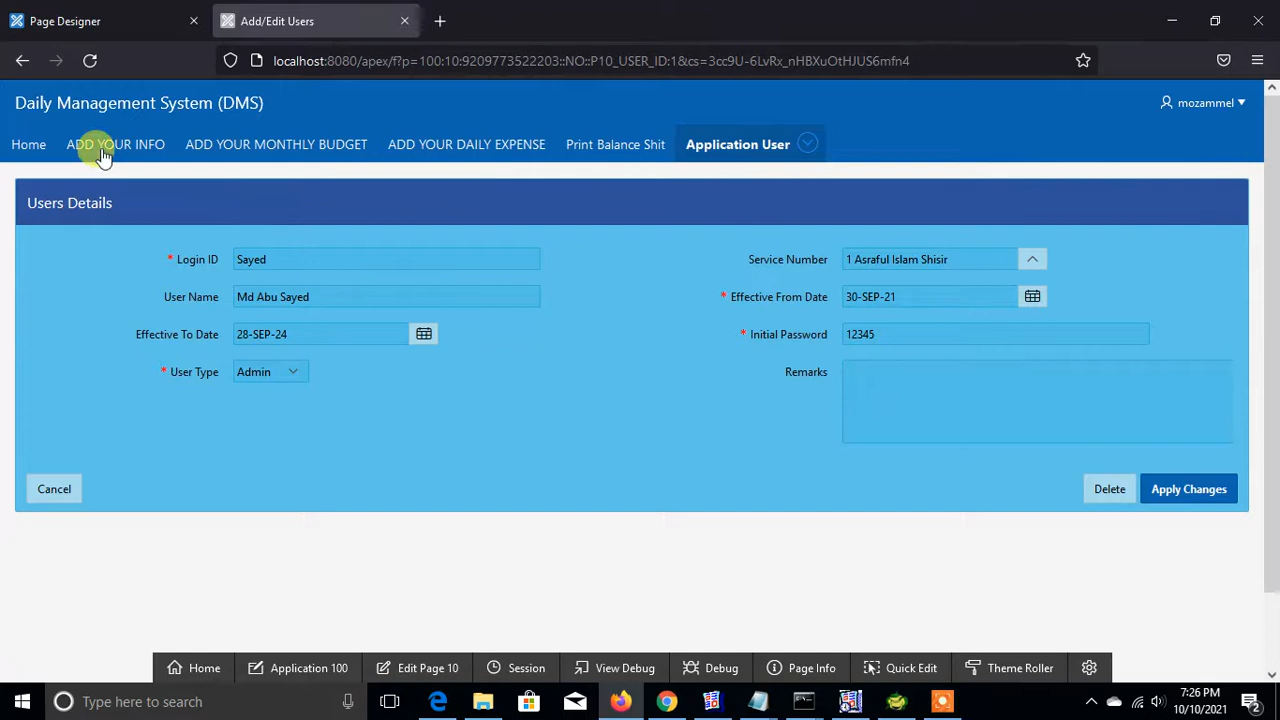 Page Designer
Add/Edit Users
localhost:8080/apex/f?p=100:10:9209773522203::NO::P10_USER_ID:1&cs=3cc9U-6LvRx_nHBXuOtHJUS6mfn4
Daily Management System (DMS)
mozammel
Home ADD YOUR INFO ADD YOUR MONTHLY BUDGET ADD YOUR DAILY EXPENSE Print Balance Shit Application User
Users Details
* Login ID Sayed Service Number 1 Asraful Islam Shisir
User Name Md Abu Sayed * Effective From Date 30-SEP-21
Effective To Date 28-SEP-24 * Initial Password 12345
* User Type Admin Remarks
Cancel Delete Apply Changes
Home Application 100 Edit Page 10 Session View Debug Debug Page Info Quick Edit Theme Roller
Type here to search
7:26 PM
10/10/2021
2